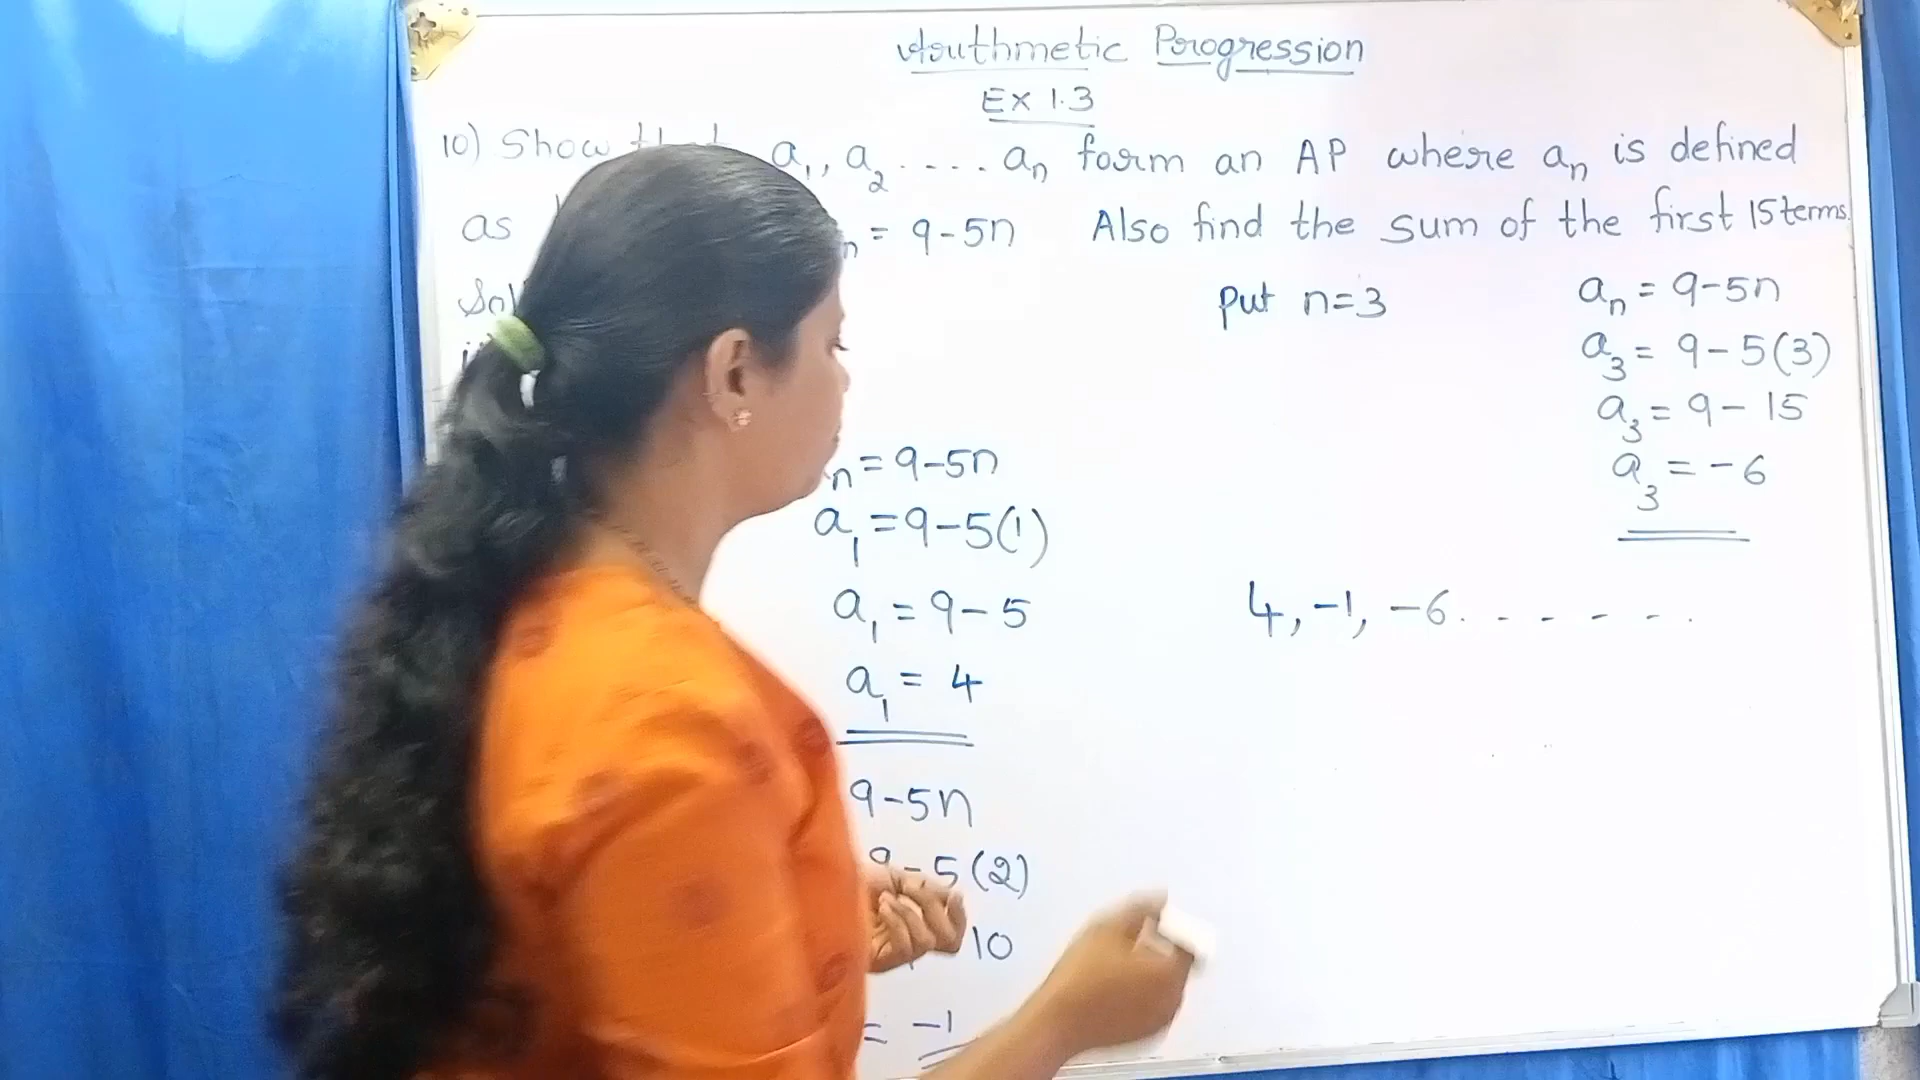 Arithmetic Progression
Ex 1.3
10) Show that a1, a2 .... an form an AP where an is defined
as n = 9-5n Also find the sum of the first 15 terms.
Sol
n = 9-5n
a1 = 9-5(1)
a1 = 9-5
a1 = 4
9-5n
9-5(2)
10
= -1
put n=3
an = 9-5n
a3 = 9-5(3)
a3 = 9-15
a3 = -6
4, -1, -6. - - - - .